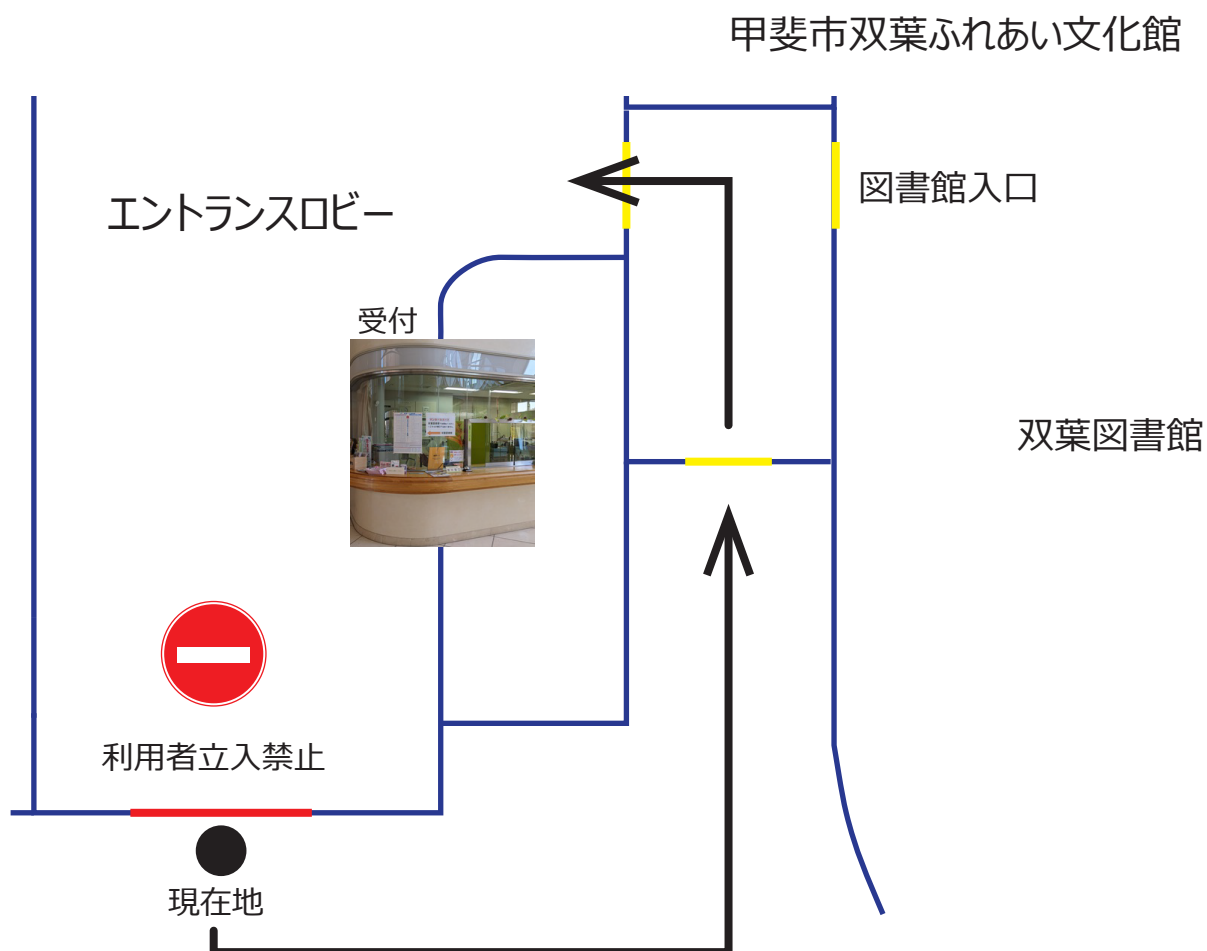 甲斐市双葉ふれあい文化館
図書館入口
エントランスロビー
受付
双葉図書館
利用者立入禁止
現在地